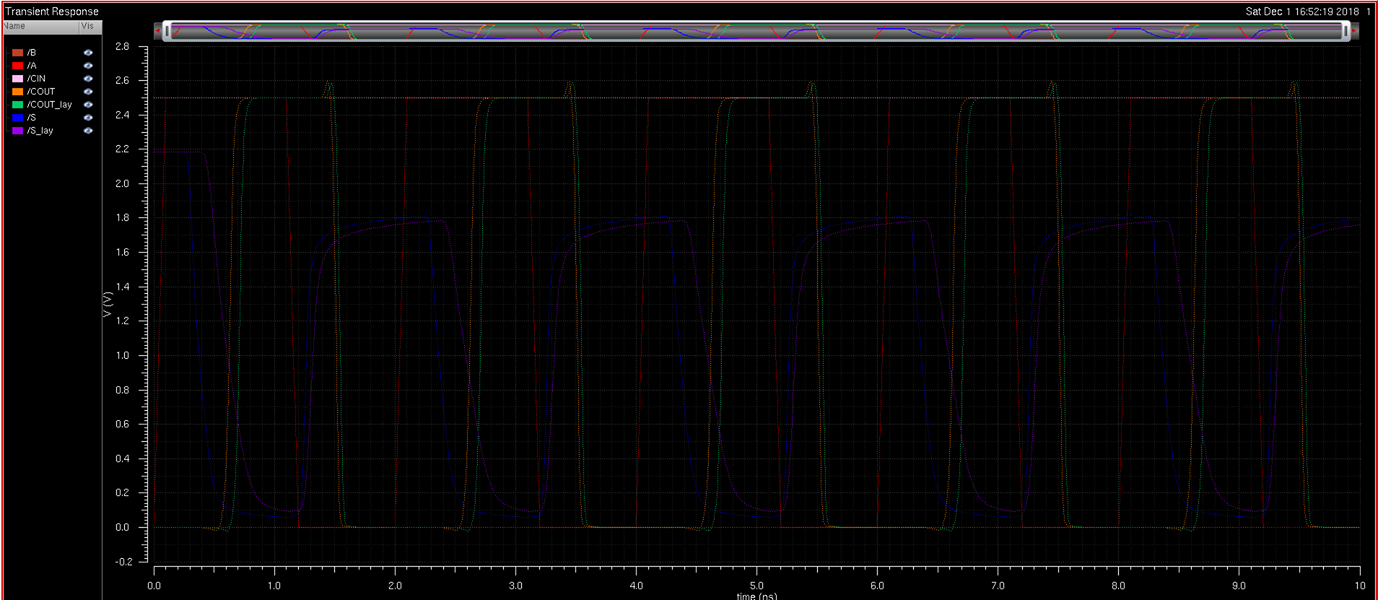 Transient Response
Sat Dec 1 16:52:19 2018 1
Name Vis
/B
/A
/CIN
/COUT
/COUT_lay
/S
/S_lay
2.8
2.6
2.4
2.2
2.0
1.8
1.6
1.4
1.2
1.0
0.8
0.6
0.4
0.2
0.0
-0.2
V (V)
0.0 1.0 2.0 3.0 4.0 5.0 6.0 7.0 8.0 9.0 10
time (ns)